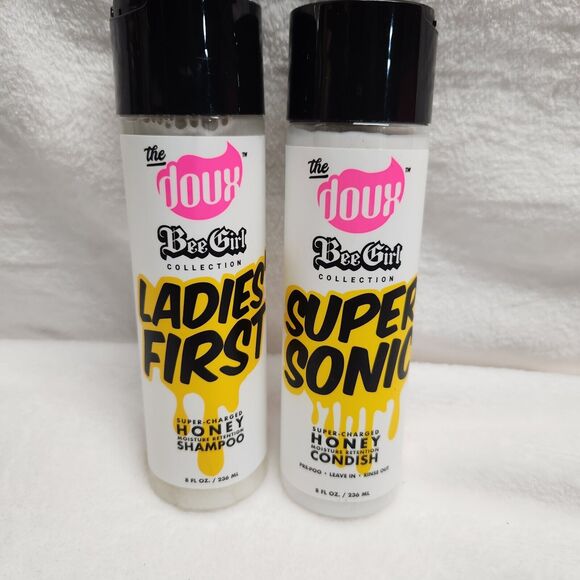 the
doux™
Bee Girl
COLLECTION
LADIES
FIRST
SUPER-CHARGED
HONEY
MOISTURE RETENTION
SHAMPOO
8 FL OZ. / 236 ML
the
doux™
Bee Girl
COLLECTION
SUPER
SONIC
SUPER-CHARGED
HONEY
MOISTURE RETENTION
CONDISH
PRE-POO • LEAVE IN • RINSE OUT
8 FL OZ. / 236 ML